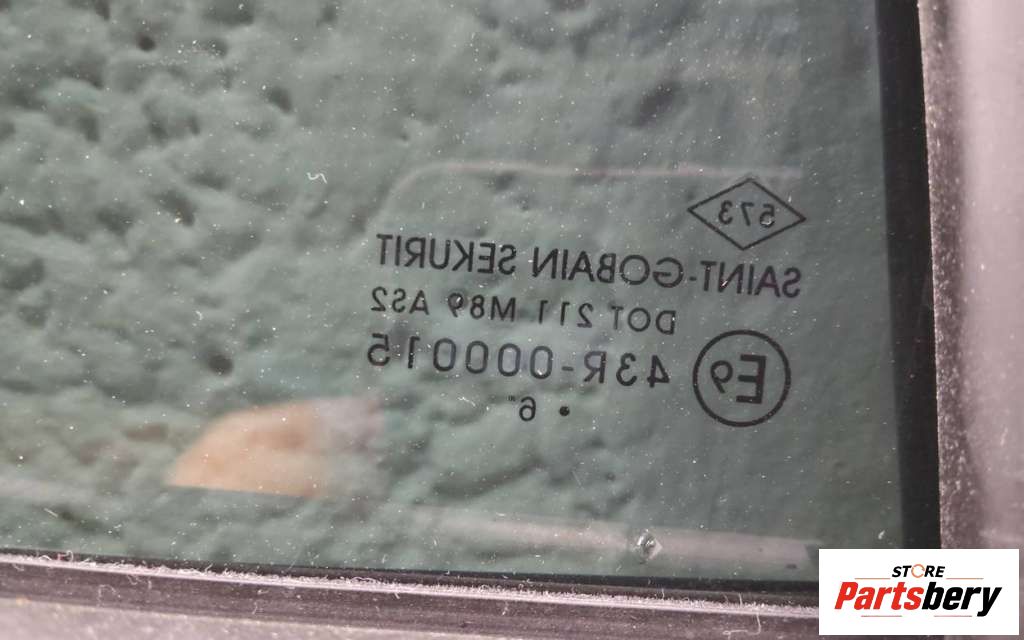 573
SAINT-GOBAIN SEKURIT
DOT 211 M89 AS2
E9 43R-000015
. 6"
STORE
Partsbery